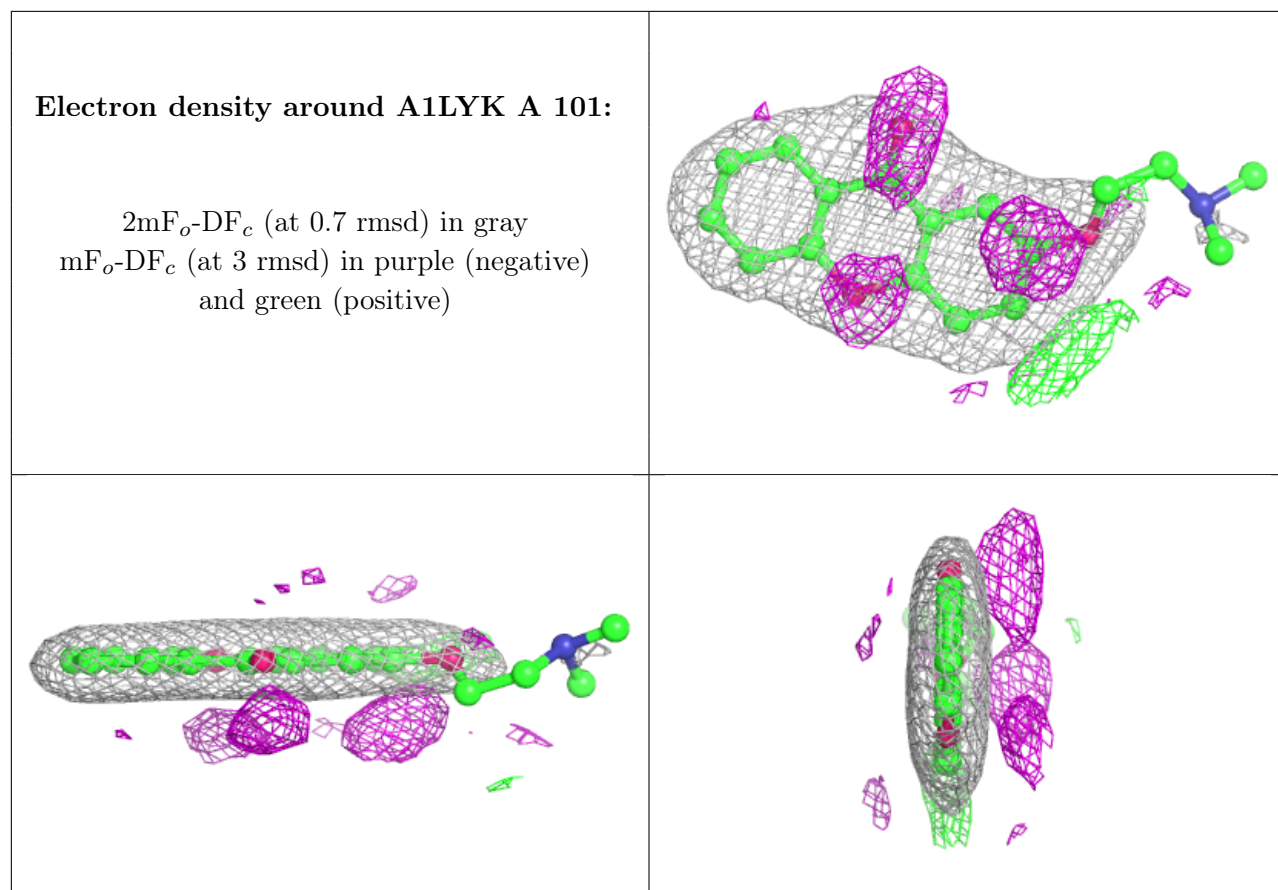 Electron density around A1LYK A 101:
2mFₒ-DF𝒸 (at 0.7 rmsd) in gray
mFₒ-DF𝒸 (at 3 rmsd) in purple (negative)
and green (positive)